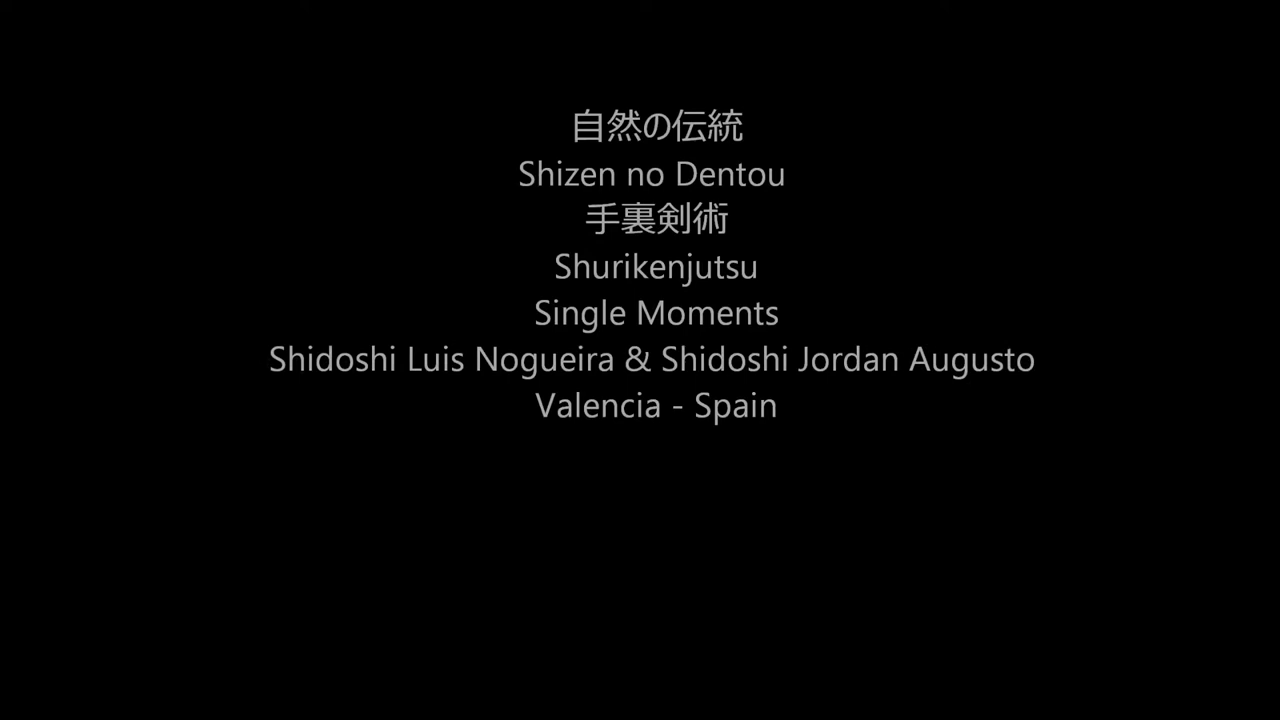 自然の伝統
Shizen no Dentou
手裏剣術
Shurikenjutsu
Single Moments
Shidoshi Luis Nogueira & Shidoshi Jordan Augusto
Valencia - Spain